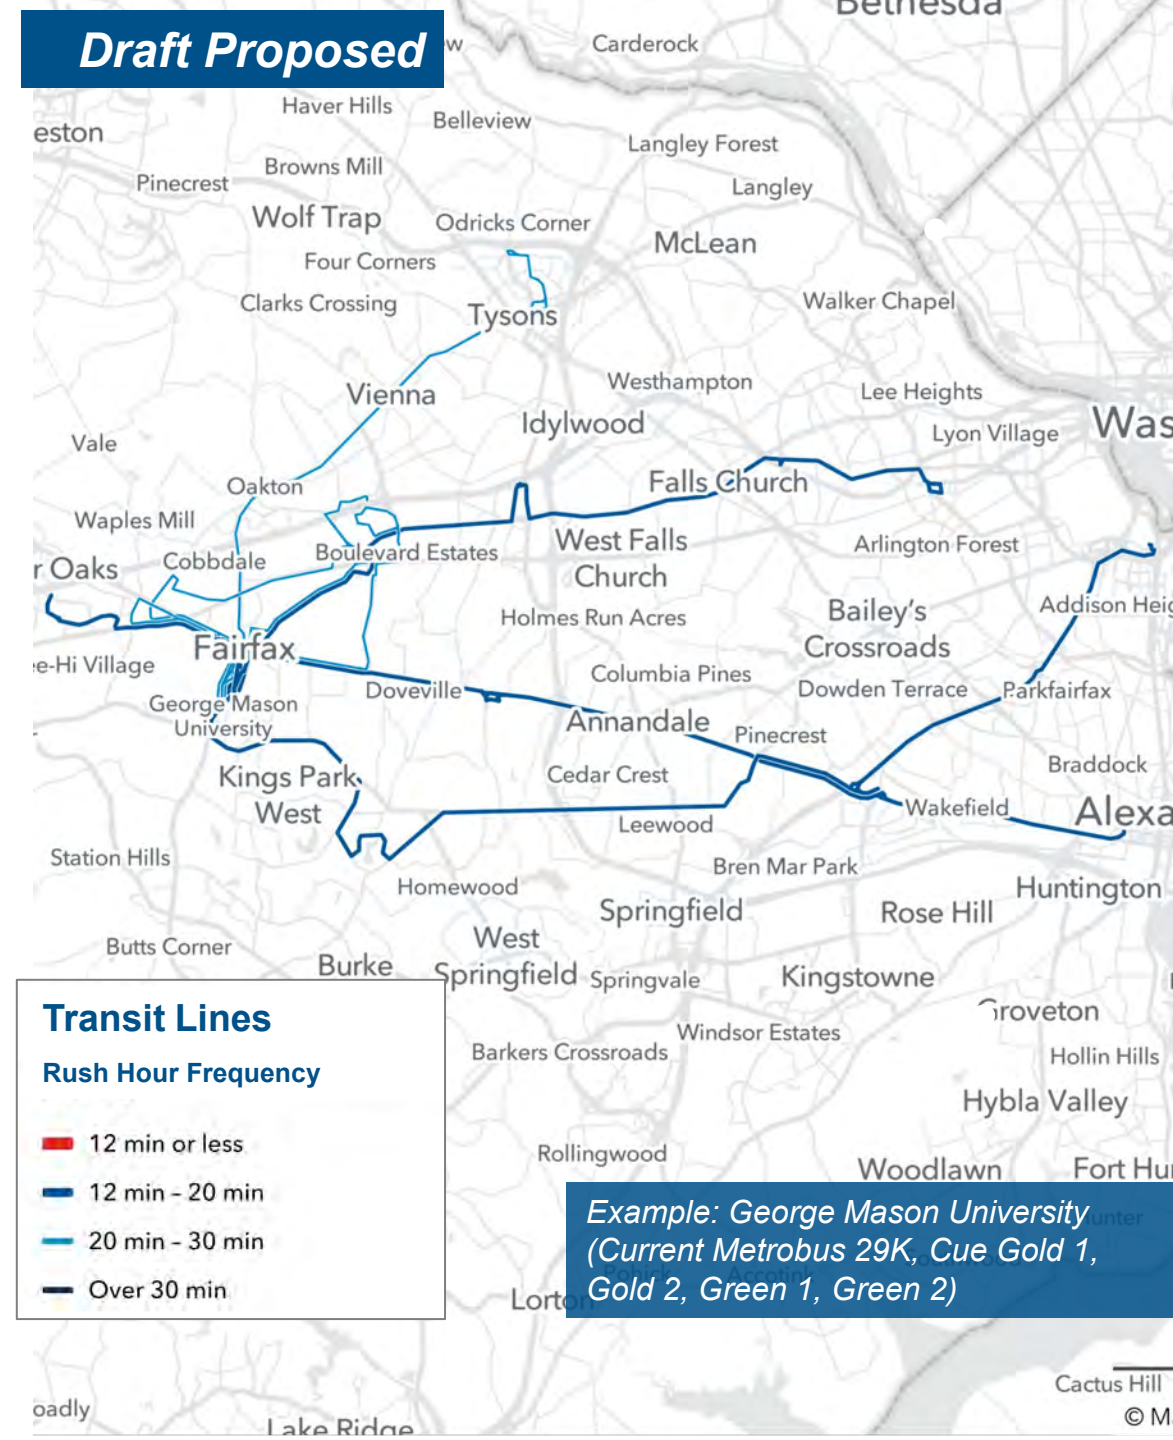 Draft Proposed
Bethesda
w
Carderock
Haver Hills
Belleview
eston
Langley Forest
Browns Mill
Pinecrest
Langley
Wolf Trap
Odricks Corner
McLean
Four Corners
Clarks Crossing
Walker Chapel
Tysons
Westhampton
Vienna
Lee Heights
Idylwood
Was
Vale
Lyon Village
Oakton
Falls Church
Waples Mill
West Falls
Church
Arlington Forest
Boulevard Estates
Cobbdale
r Oaks
Holmes Run Acres
Bailey's
Crossroads
Addison Heig
Fairfax
e-Hi Village
Columbia Pines
Doveville
Dowden Terrace
Parkfairfax
George Mason
University
Annandale
Pinecrest
Kings Park
West
Cedar Crest
Braddock
Wakefield
Alexa
Leewood
Station Hills
Bren Mar Park
Homewood
Huntington
Springfield
Rose Hill
West
Springfield
Butts Corner
Burke
Springvale
Kingstowne
Transit Lines
Rush Hour Frequency
12 min or less
12 min – 20 min
20 min – 30 min
Over 30 min
Groveton
Windsor Estates
Barkers Crossroads
Hollin Hills
Hybla Valley
Rollingwood
Woodlawn
Fort Hu
Example: George Mason University
(Current Metrobus 29K, Cue Gold 1,
Gold 2, Green 1, Green 2)
unter
Pohick
Accotink
Lorton
Cactus Hill
oadly
© Ma
Lake Ridge